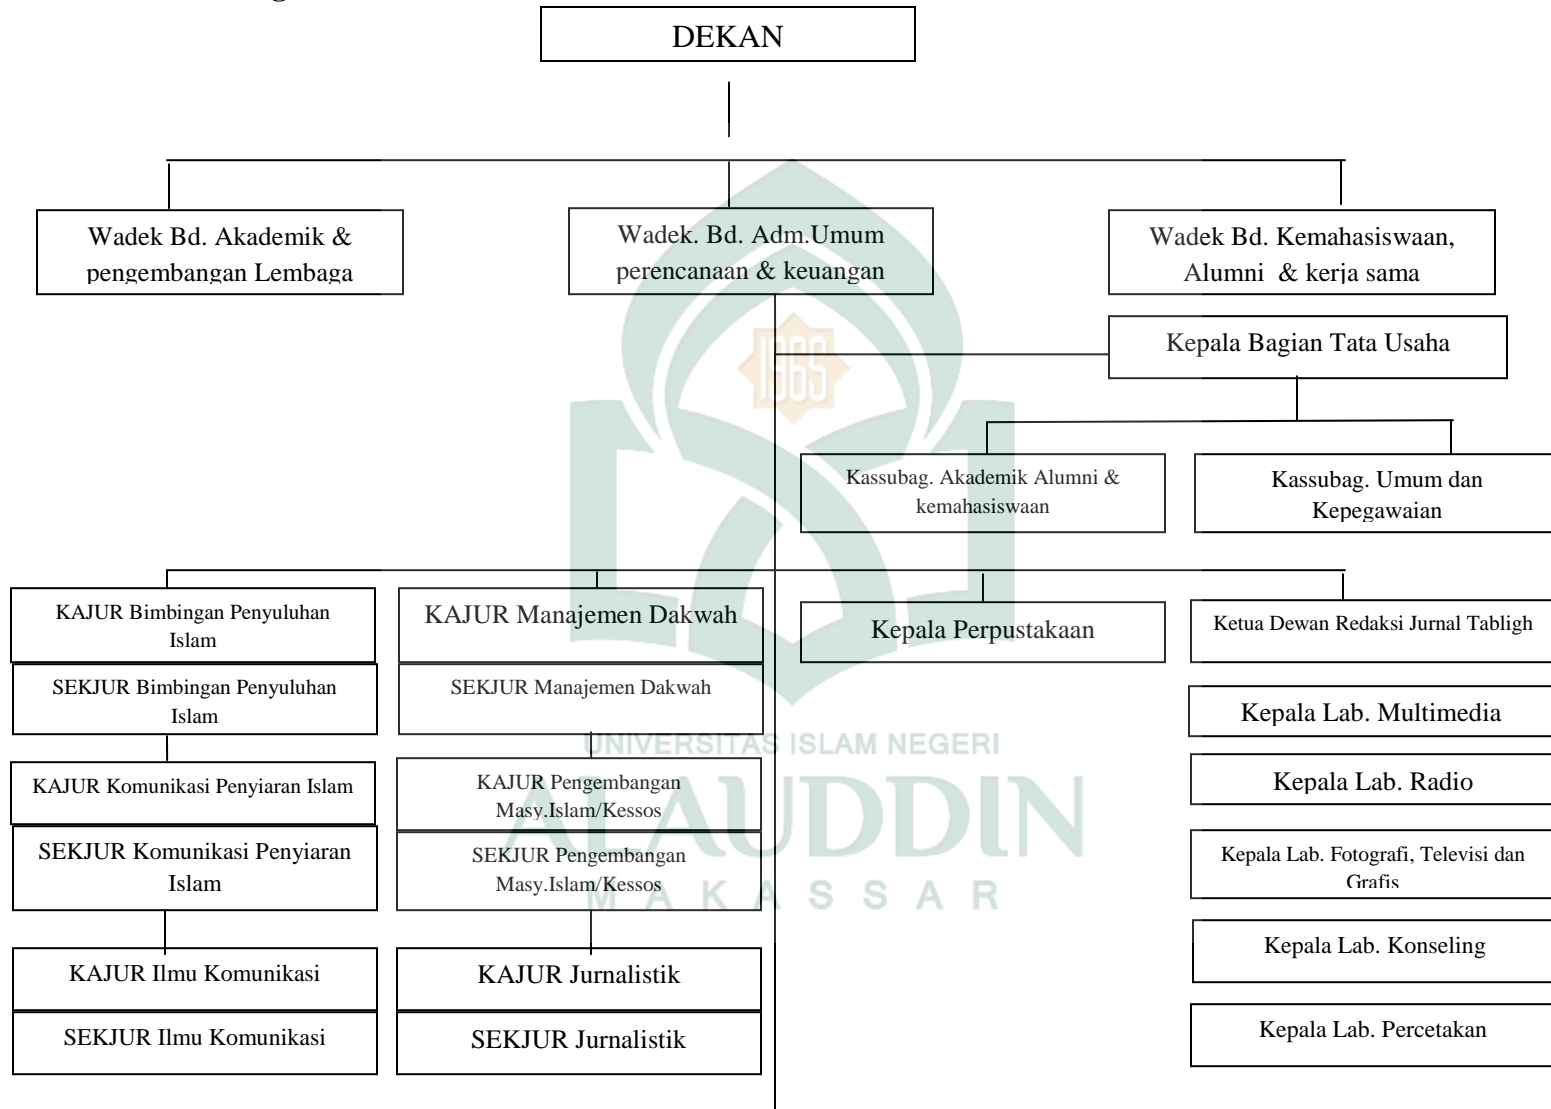 DEKAN
Wadek Bd. Akademik &
pengembangan Lembaga
Wadek. Bd. Adm.Umum
perencanaan & keuangan
Wadek Bd. Kemahasiswaan,
Alumni & kerja sama
Kepala Bagian Tata Usaha
1965
Kassubag. Akademik Alumni &
kemahasiswaan
Kassubag. Umum dan
Kepegawaian
KAJUR Bimbingan Penyuluhan
Islam
KAJUR Manajemen Dakwah
Kepala Perpustakaan
Ketua Dewan Redaksi Jurnal Tabligh
SEKJUR Bimbingan Penyuluhan
Islam
SEKJUR Manajemen Dakwah
Kepala Lab. Multimedia
UNIVERSITAS ISLAM NEGERI
ALAUDDIN
MAKASSAR
KAJUR Komunikasi Penyiaran Islam
KAJUR Pengembangan
Masy.Islam/Kessos
Kepala Lab. Radio
SEKJUR Komunikasi Penyiaran
Islam
SEKJUR Pengembangan
Masy.Islam/Kessos
Kepala Lab. Fotografi, Televisi dan
Grafis
KAJUR Ilmu Komunikasi
KAJUR Jurnalistik
Kepala Lab. Konseling
SEKJUR Ilmu Komunikasi
SEKJUR Jurnalistik
Kepala Lab. Percetakan